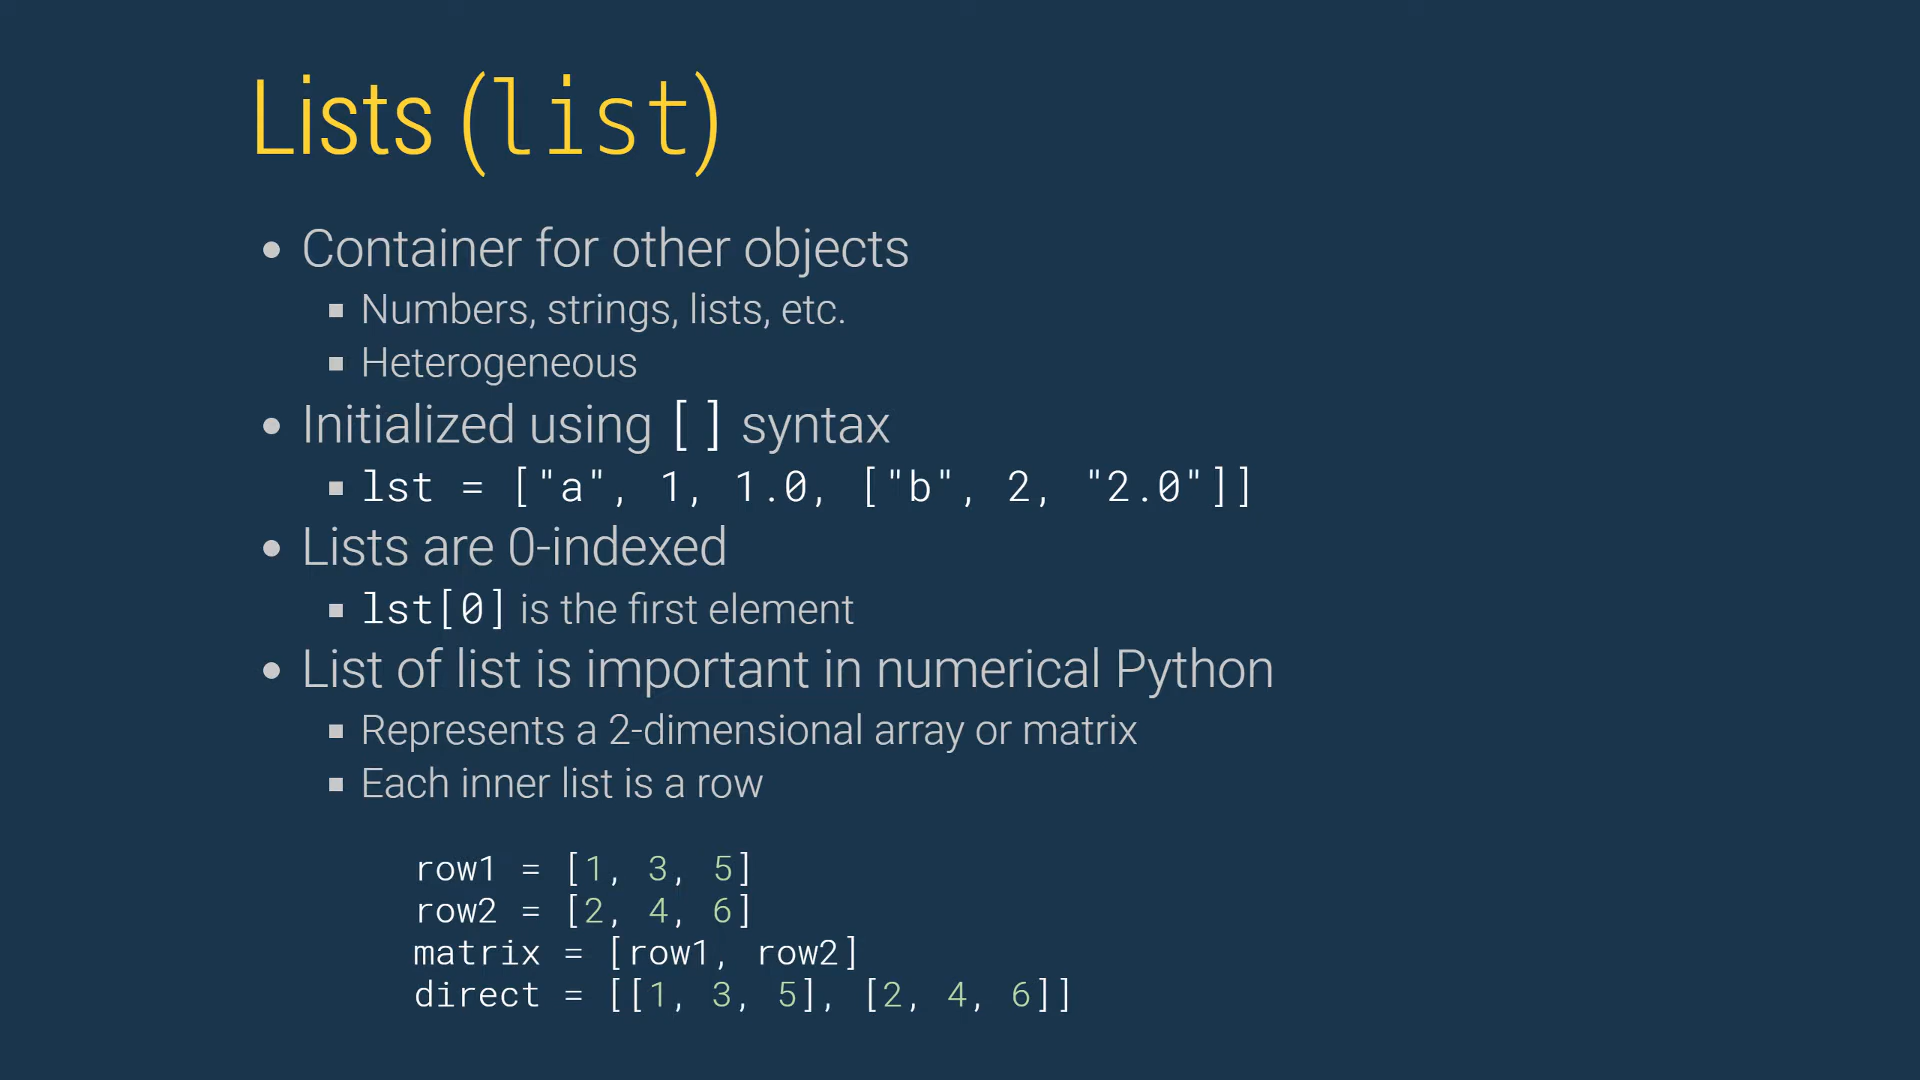 Lists (list)
Container for other objects
Numbers, strings, lists, etc.
Heterogeneous
Initialized using [] syntax
lst = ["a", 1, 1.0, ["b", 2, "2.0"]]
Lists are 0-indexed
lst[0] is the first element
List of list is important in numerical Python
Represents a 2-dimensional array or matrix
Each inner list is a row
row1 = [1, 3, 5]
row2 = [2, 4, 6]
matrix = [row1, row2]
direct = [[1, 3, 5], [2, 4, 6]]